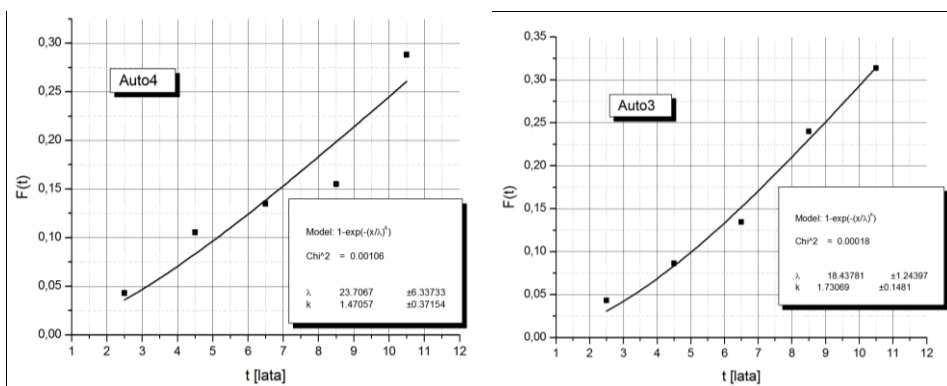 0,30
0,25
0,20
0,15
0,10
0,05
0,00
F(t)
Auto4
Model: 1-exp(-(x/λ)^k)
Chi^2 = 0.00106
λ 23.7067 ±6.33733
k 1.47057 ±0.37154
1 2 3 4 5 6 7 8 9 10 11 12
t [lata]
0,35
0,30
0,25
0,20
0,15
0,10
0,05
0,00
F(t)
Auto3
Model: 1-exp(-(x/λ)^k)
Chi^2 = 0.00018
λ 18.43781 ±1.24397
k 1.73069 ±0.1481
1 2 3 4 5 6 7 8 9 10 11 12
t [lata]